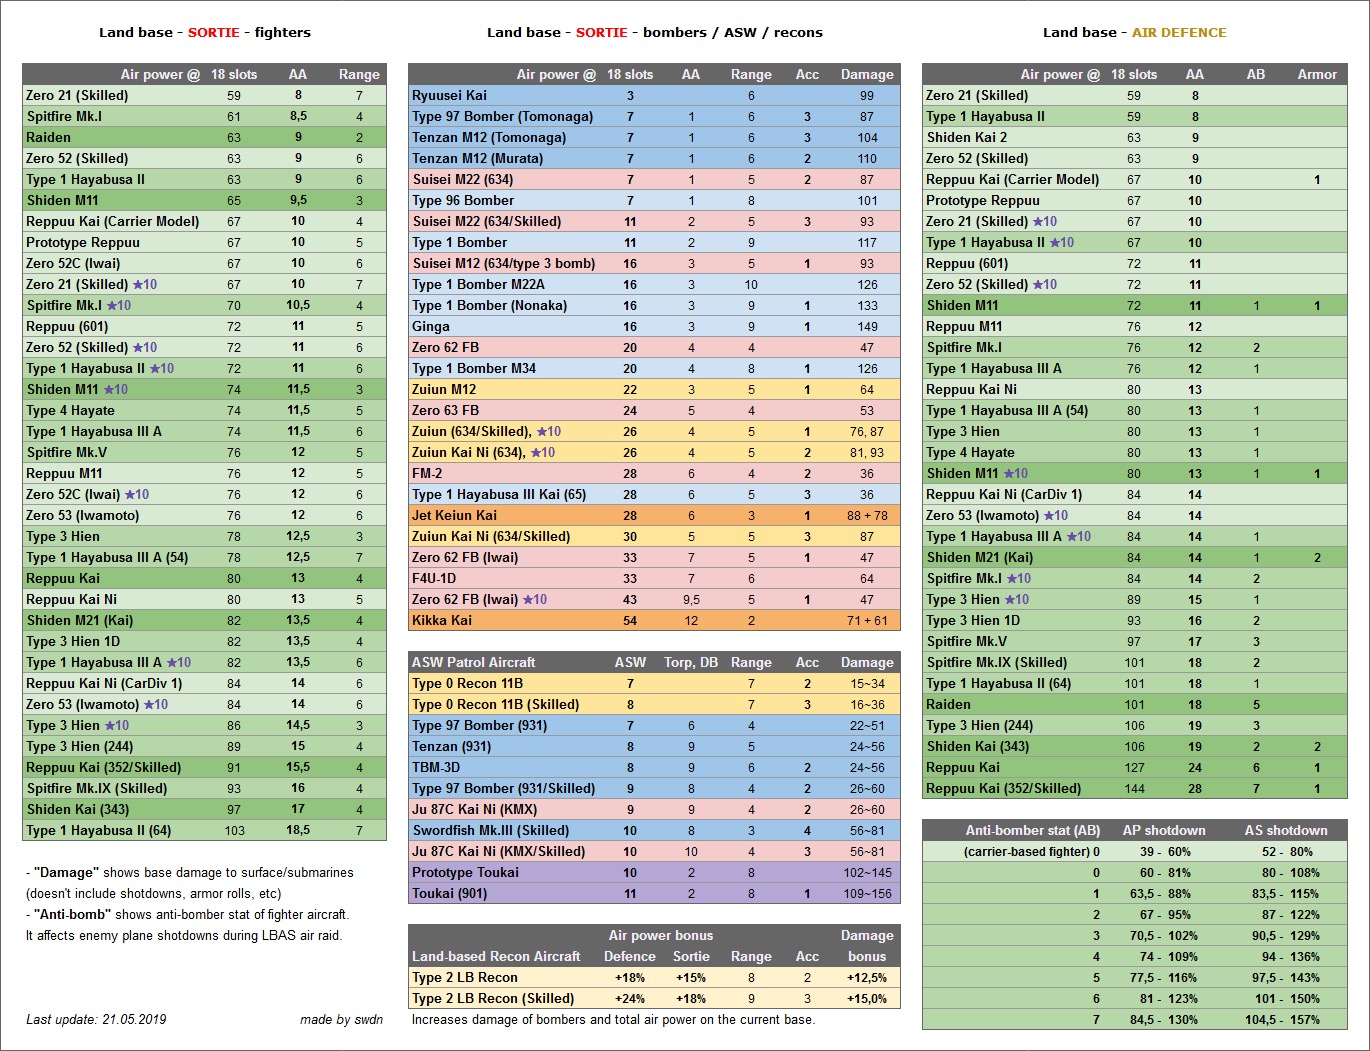 Land base - SORTIE - fighters
Air power @ 18 slots AA Range
Zero 21 (Skilled) 59 8 7
Spitfire Mk.I 61 8,5 4
Raiden 63 9 2
Zero 52 (Skilled) 63 9 6
Type 1 Hayabusa II 63 9 6
Shiden M11 65 9,5 3
Reppuu Kai (Carrier Model) 67 10 4
Prototype Reppuu 67 10 5
Zero 52C (Iwai) 67 10 6
Zero 21 (Skilled) ★10 67 10 7
Spitfire Mk.I ★10 70 10,5 4
Reppuu (601) 72 11 5
Zero 52 (Skilled) ★10 72 11 6
Type 1 Hayabusa II ★10 72 11 6
Shiden M11 ★10 74 11,5 3
Type 4 Hayate 74 11,5 5
Type 1 Hayabusa III A 74 11,5 6
Spitfire Mk.V 76 12 5
Reppuu M11 76 12 5
Zero 52C (Iwai) ★10 76 12 6
Zero 53 (Iwamoto) 76 12 6
Type 3 Hien 78 12,5 3
Type 1 Hayabusa III A (54) 78 12,5 7
Reppuu Kai 80 13 4
Reppuu Kai Ni 80 13 5
Shiden M21 (Kai) 82 13,5 4
Type 3 Hien 1D 82 13,5 4
Type 1 Hayabusa III A ★10 82 13,5 6
Reppuu Kai Ni (CarDiv 1) 84 14 6
Zero 53 (Iwamoto) ★10 84 14 6
Type 3 Hien ★10 86 14,5 3
Type 3 Hien (244) 89 15 4
Reppuu Kai (352/Skilled) 91 15,5 4
Spitfire Mk.IX (Skilled) 93 16 4
Shiden Kai (343) 97 17 4
Type 1 Hayabusa II (64) 103 18,5 7
- "Damage" shows base damage to surface/submarines
(doesn't include shotdowns, armor rolls, etc)
- "Anti-bomb" shows anti-bomber stat of fighter aircraft.
It affects enemy plane shotdowns during LBAS air raid.
Last update: 21.05.2019 made by swdn
Land base - SORTIE - bombers / ASW / recons
Air power @ 18 slots AA Range Acc Damage
Ryuusei Kai 3 6 99
Type 97 Bomber (Tomonaga) 7 1 6 3 87
Tenzan M12 (Tomonaga) 7 1 6 3 104
Tenzan M12 (Murata) 7 1 6 2 110
Suisei M22 (634) 7 1 5 2 87
Type 96 Bomber 7 1 8 101
Suisei M22 (634/Skilled) 11 2 5 3 93
Type 1 Bomber 11 2 9 117
Suisei M12 (634/type 3 bomb) 16 3 5 1 93
Type 1 Bomber M22A 16 3 10 126
Type 1 Bomber (Nonaka) 16 3 9 1 133
Ginga 16 3 9 1 149
Zero 62 FB 20 4 4 47
Type 1 Bomber M34 20 4 8 1 126
Zuiun M12 22 3 5 1 64
Zero 63 FB 24 5 4 53
Zuiun (634/Skilled), ★10 26 4 5 1 76, 87
Zuiun Kai Ni (634), ★10 26 4 5 2 81, 93
FM-2 28 6 4 2 36
Type 1 Hayabusa III Kai (65) 28 6 5 3 36
Jet Keiun Kai 28 6 3 1 88 + 78
Zuiun Kai Ni (634/Skilled) 30 5 5 3 87
Zero 62 FB (Iwai) 33 7 5 1 47
F4U-1D 33 7 6 64
Zero 62 FB (Iwai) ★10 43 9,5 5 1 47
Kikka Kai 54 12 2 71 + 61
ASW Patrol Aircraft ASW Torp, DB Range Acc Damage
Type 0 Recon 11B 7 7 2 15~34
Type 0 Recon 11B (Skilled) 8 7 3 16~36
Type 97 Bomber (931) 7 6 4 22~51
Tenzan (931) 8 9 5 24~56
TBM-3D 8 9 6 2 24~56
Type 97 Bomber (931/Skilled) 9 8 4 2 26~60
Ju 87C Kai Ni (KMX) 9 9 4 2 26~60
Swordfish Mk.III (Skilled) 10 8 3 4 56~81
Ju 87C Kai Ni (KMX/Skilled) 10 10 4 3 56~81
Prototype Toukai 10 2 8 102~145
Toukai (901) 11 2 8 1 109~156
Air power bonus Damage
Land-based Recon Aircraft Defence Sortie Range Acc bonus
Type 2 LB Recon +18% +15% 8 2 +12,5%
Type 2 LB Recon (Skilled) +24% +18% 9 3 +15,0%
Increases damage of bombers and total air power on the current base.
Land base - AIR DEFENCE
Air power @ 18 slots AA AB Armor
Zero 21 (Skilled) 59 8
Type 1 Hayabusa II 59 8
Shiden Kai 2 63 9
Zero 52 (Skilled) 63 9
Reppuu Kai (Carrier Model) 67 10 1
Prototype Reppuu 67 10
Zero 21 (Skilled) ★10 67 10
Type 1 Hayabusa II ★10 67 10
Reppuu (601) 72 11
Zero 52 (Skilled) ★10 72 11
Shiden M11 72 11 1 1
Reppuu M11 76 12
Spitfire Mk.I 76 12 2
Type 1 Hayabusa III A 76 12 1
Reppuu Kai Ni 80 13
Type 1 Hayabusa III A (54) 80 13 1
Type 3 Hien 80 13 1
Type 4 Hayate 80 13 1
Shiden M11 ★10 80 13 1 1
Reppuu Kai Ni (CarDiv 1) 84 14
Zero 53 (Iwamoto) ★10 84 14
Type 1 Hayabusa III A ★10 84 14 1
Shiden M21 (Kai) 84 14 1 2
Spitfire Mk.I ★10 84 14 2
Type 3 Hien ★10 89 15 1
Type 3 Hien 1D 93 16 2
Spitfire Mk.V 97 17 3
Spitfire Mk.IX (Skilled) 101 18 2
Type 1 Hayabusa II (64) 101 18 1
Raiden 101 18 5
Type 3 Hien (244) 106 19 3
Shiden Kai (343) 106 19 2 2
Reppuu Kai 127 24 6 1
Reppuu Kai (352/Skilled) 144 28 7 1
Anti-bomber stat (AB) AP shotdown AS shotdown
(carrier-based fighter) 0 39 - 60% 52 - 80%
0 60 - 81% 80 - 108%
1 63,5 - 88% 83,5 - 115%
2 67 - 95% 87 - 122%
3 70,5 - 102% 90,5 - 129%
4 74 - 109% 94 - 136%
5 77,5 - 116% 97,5 - 143%
6 81 - 123% 101 - 150%
7 84,5 - 130% 104,5 - 157%